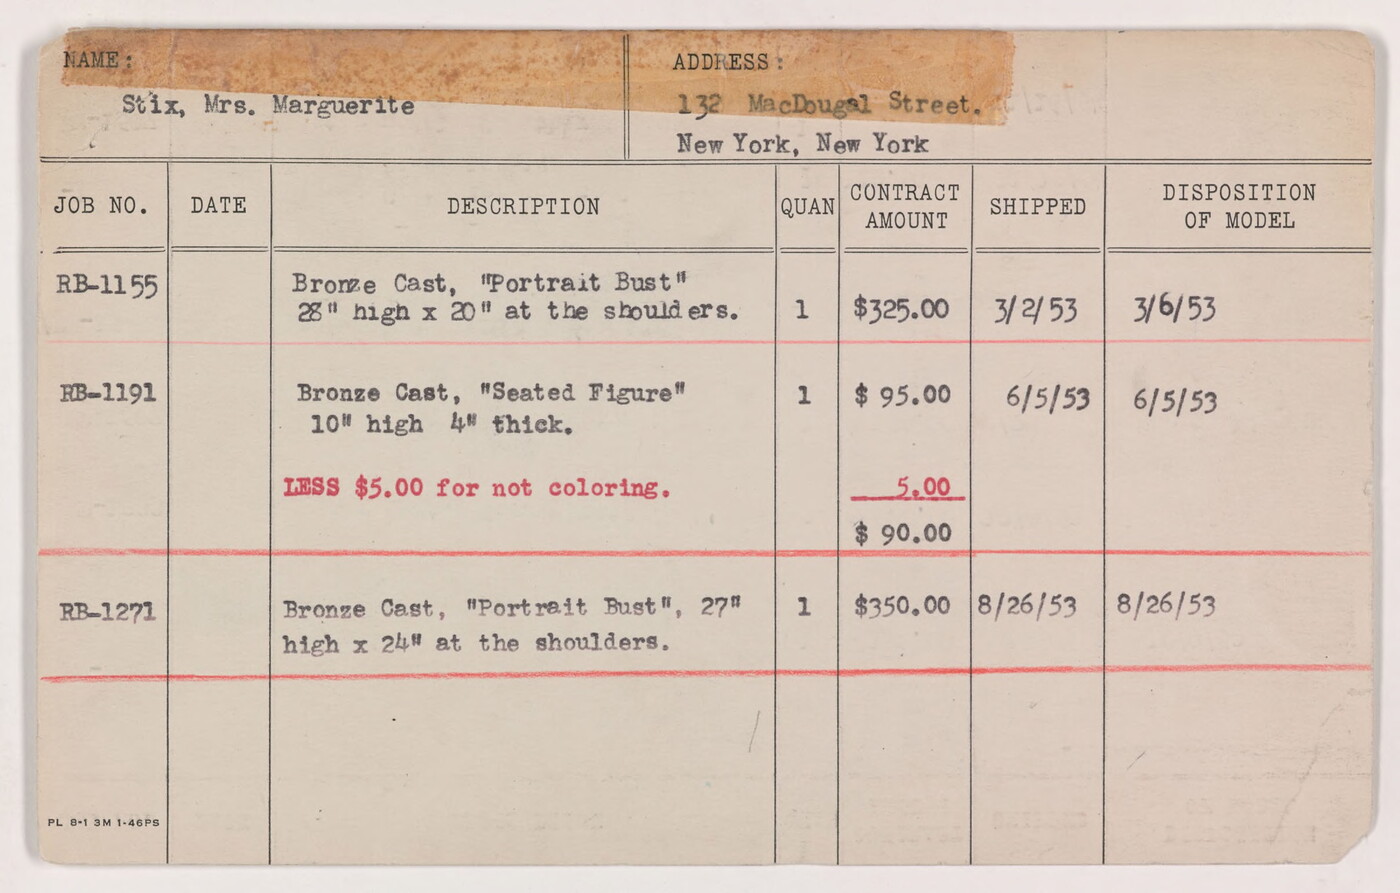 NAME: ADDRESS:
Stix, Mrs. Marguerite 132 MacDougal Street.
New York, New York
JOB NO. DATE DESCRIPTION QUAN CONTRACT AMOUNT SHIPPED DISPOSITION OF MODEL
RB-1155 Bronze Cast, "Portrait Bust"
28" high x 20" at the shoulders. 1 $325.00 3/2/53 3/6/53
RB-1191 Bronze Cast, "Seated Figure" 1 $ 95.00 6/5/53 6/5/53
10" high 4" thick.
LESS $5.00 for not coloring. 5.00
$ 90.00
RB-1271 Bronze Cast, "Portrait Bust", 27" 1 $350.00 8/26/53 8/26/53
high x 24" at the shoulders.
PL 8-1 3M 1-46PS